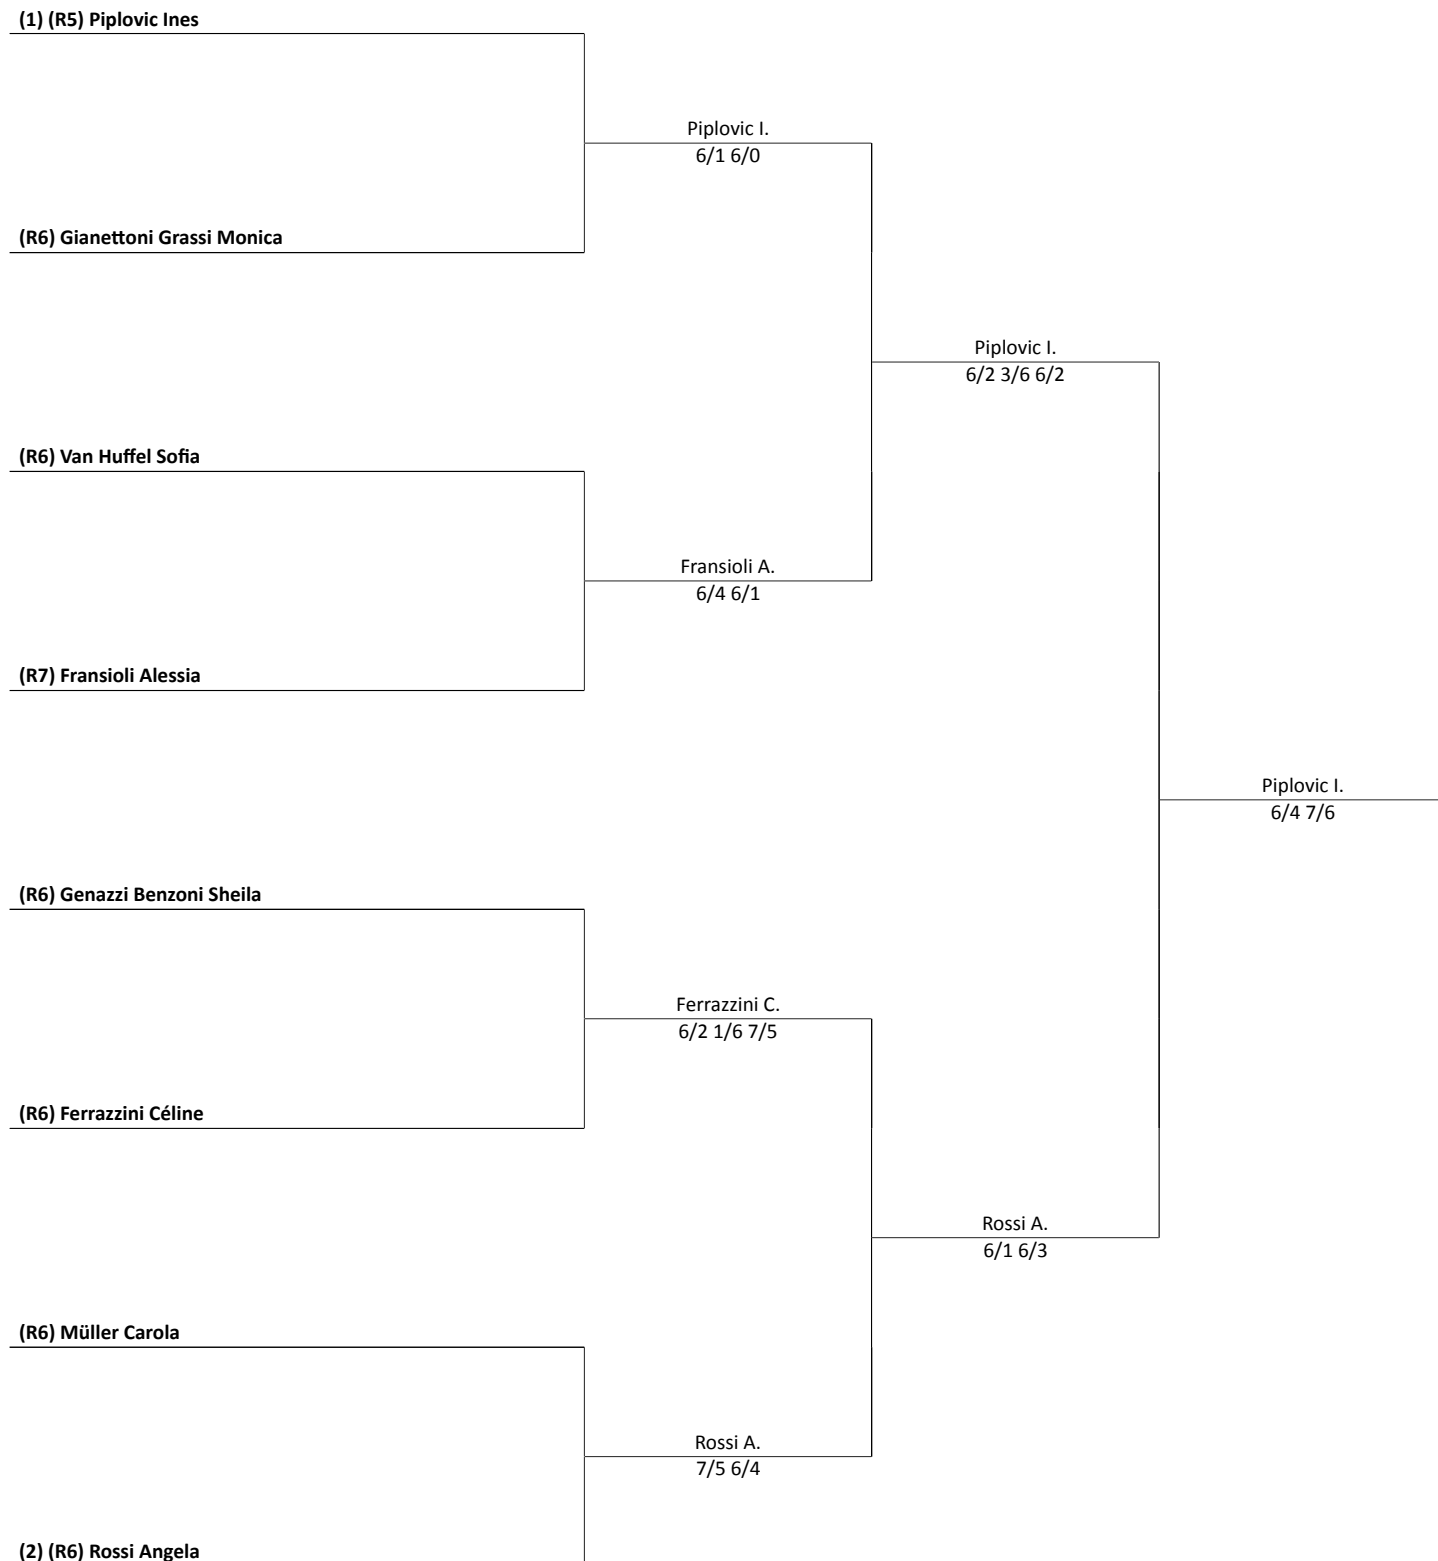 (1) (R5) Piplovic Ines
Piplovic I.
6/1 6/0
(R6) Gianettoni Grassi Monica
Piplovic I.
6/2 3/6 6/2
(R6) Van Huffel Sofia
Fransioli A.
6/4 6/1
(R7) Fransioli Alessia
Piplovic I.
6/4 7/6
(R6) Genazzi Benzoni Sheila
Ferrazzini C.
6/2 1/6 7/5
(R6) Ferrazzini Céline
Rossi A.
6/1 6/3
(R6) Müller Carola
Rossi A.
7/5 6/4
(2) (R6) Rossi Angela